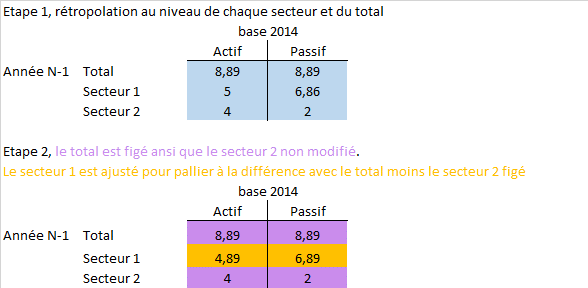 Etape 1, rétropolation au niveau de chaque secteur et du total
base 2014
Actif Passif
Année N-1 Total 8,89 8,89
Secteur 1 5 6,86
Secteur 2 4 2
Etape 2, le total est figé ansi que le secteur 2 non modifié.
Le secteur 1 est ajusté pour pallier à la différence avec le total moins le secteur 2 figé
base 2014
Actif Passif
Année N-1 Total 8,89 8,89
Secteur 1 4,89 6,89
Secteur 2 4 2